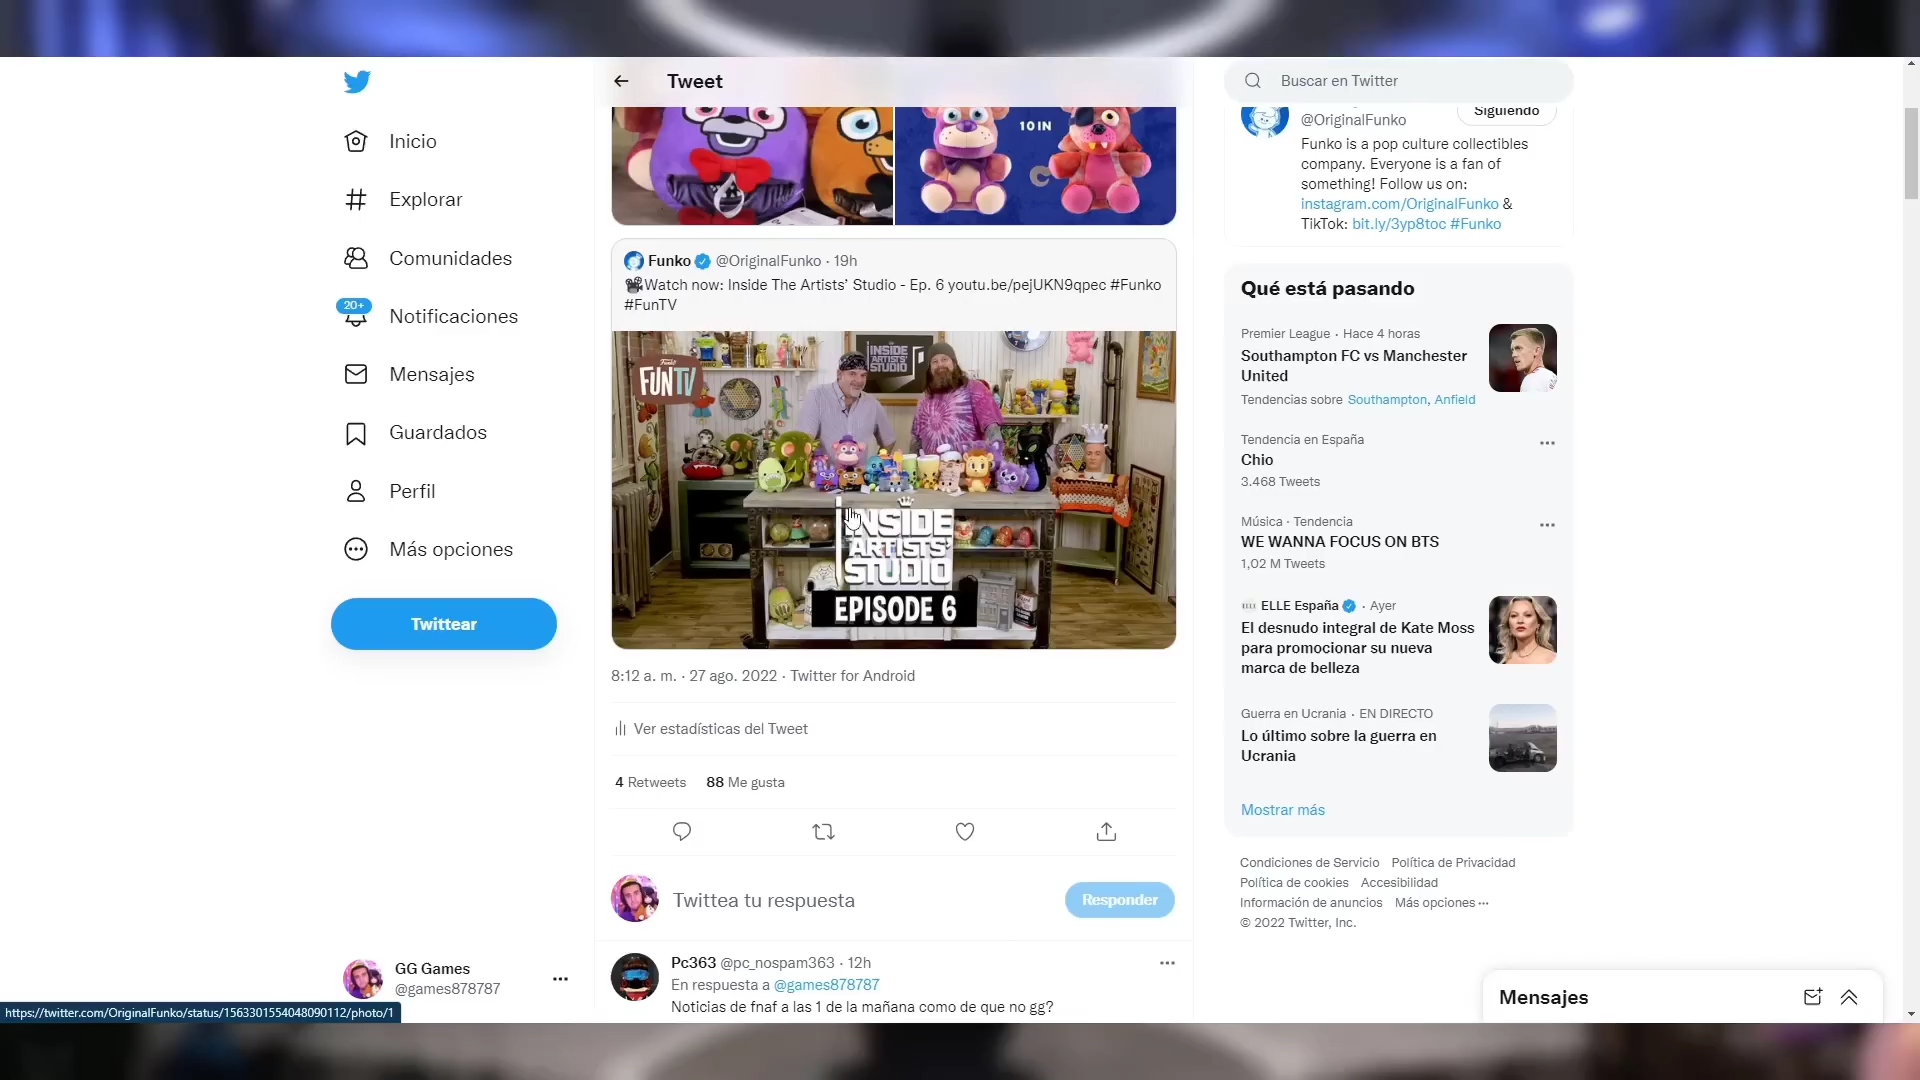 Tweet
Buscar en Twitter
Inicio
Explorar
Comunidades
20+
Notificaciones
Mensajes
Guardados
Perfil
Más opciones
Twittear
GG Games
@games878787
https://twitter.com/OriginalFunko/status/1563301554048090112/photo/1
10 IN
Funko @OriginalFunko · 19h
Watch now: Inside The Artists’ Studio - Ep. 6 youtu.be/pejUKN9qpec #Funko
#FunTV
Funko
FUNTV
INSIDE
ARTISTS'
STUDIO
INSIDE
ARTISTS'
STUDIO
EPISODE 6
8:12 a. m. · 27 ago. 2022 · Twitter for Android
Ver estadísticas del Tweet
4 Retweets 88 Me gusta
Twittea tu respuesta
Responder
Pc363 @pc_nospam363 · 12h
En respuesta a @games878787
Noticias de fnaf a las 1 de la mañana como de que no gg?
Siguiendo
@OriginalFunko
Funko is a pop culture collectibles
company. Everyone is a fan of
something! Follow us on:
instagram.com/OriginalFunko &
TikTok: bit.ly/3yp8toc #Funko
Qué está pasando
Premier League · Hace 4 horas
Southampton FC vs Manchester
United
Tendencias sobre Southampton, Anfield
Tendencia en España
Chio
3.468 Tweets
Música · Tendencia
WE WANNA FOCUS ON BTS
1,02 M Tweets
ELLE España · Ayer
El desnudo integral de Kate Moss
para promocionar su nueva
marca de belleza
Guerra en Ucrania · EN DIRECTO
Lo último sobre la guerra en
Ucrania
Mostrar más
Condiciones de Servicio Política de Privacidad
Política de cookies Accesibilidad
Información de anuncios Más opciones ···
© 2022 Twitter, Inc.
Mensajes